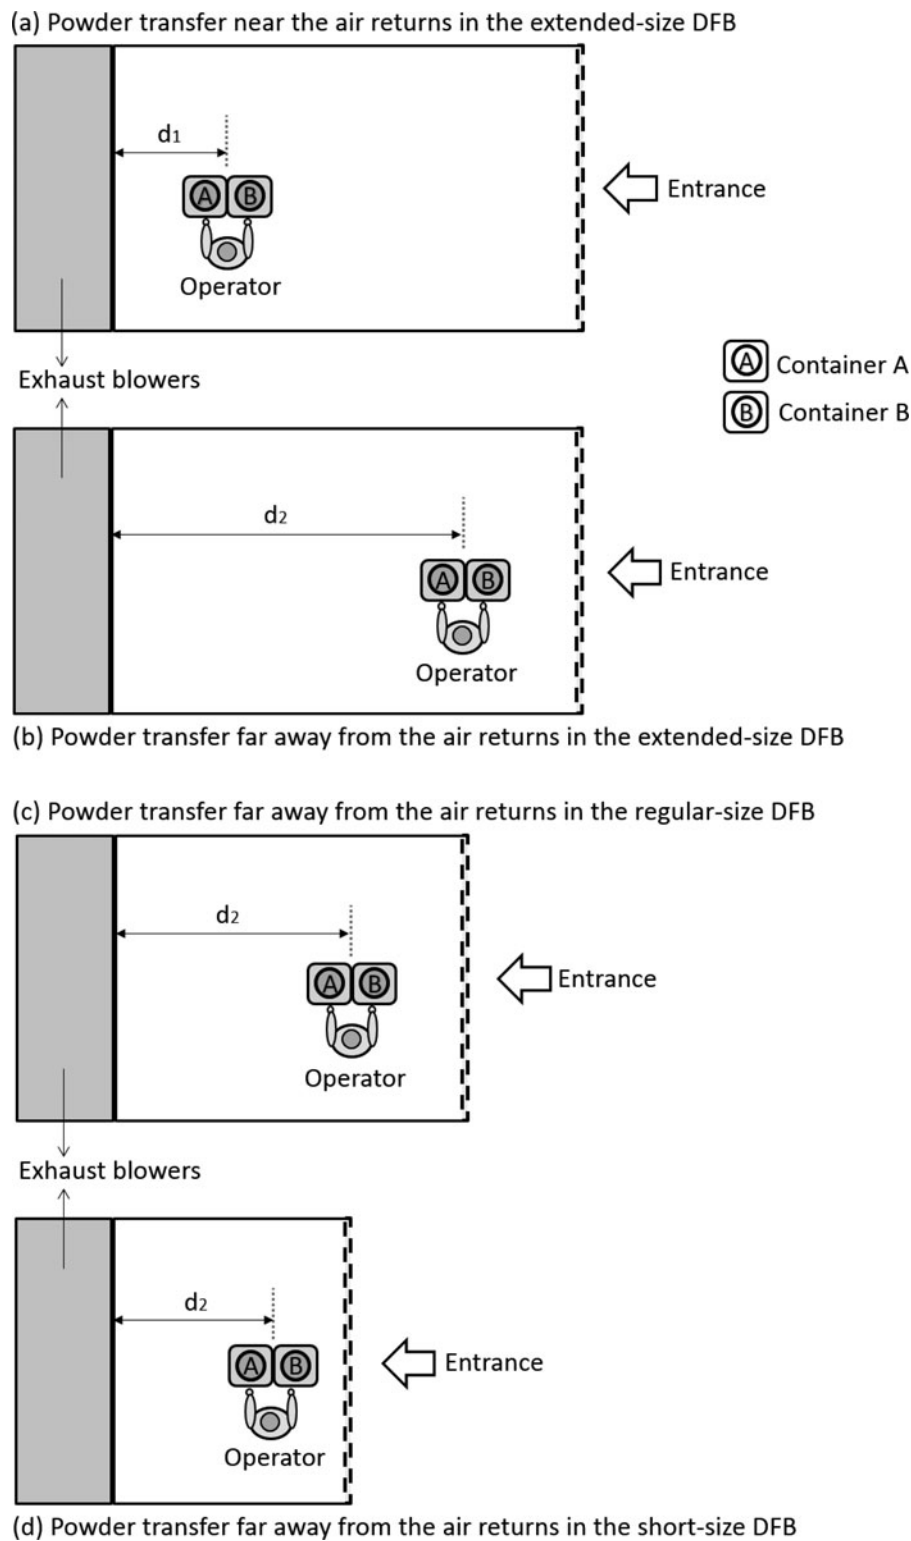 (a) Powder transfer near the air returns in the extended-size DFB
d1
A B
Entrance
Operator
Exhaust blowers
A Container A
B Container B
d2
A B
Entrance
Operator
(b) Powder transfer far away from the air returns in the extended-size DFB
(c) Powder transfer far away from the air returns in the regular-size DFB
d2
A B
Entrance
Operator
Exhaust blowers
d2
A B
Entrance
Operator
(d) Powder transfer far away from the air returns in the short-size DFB